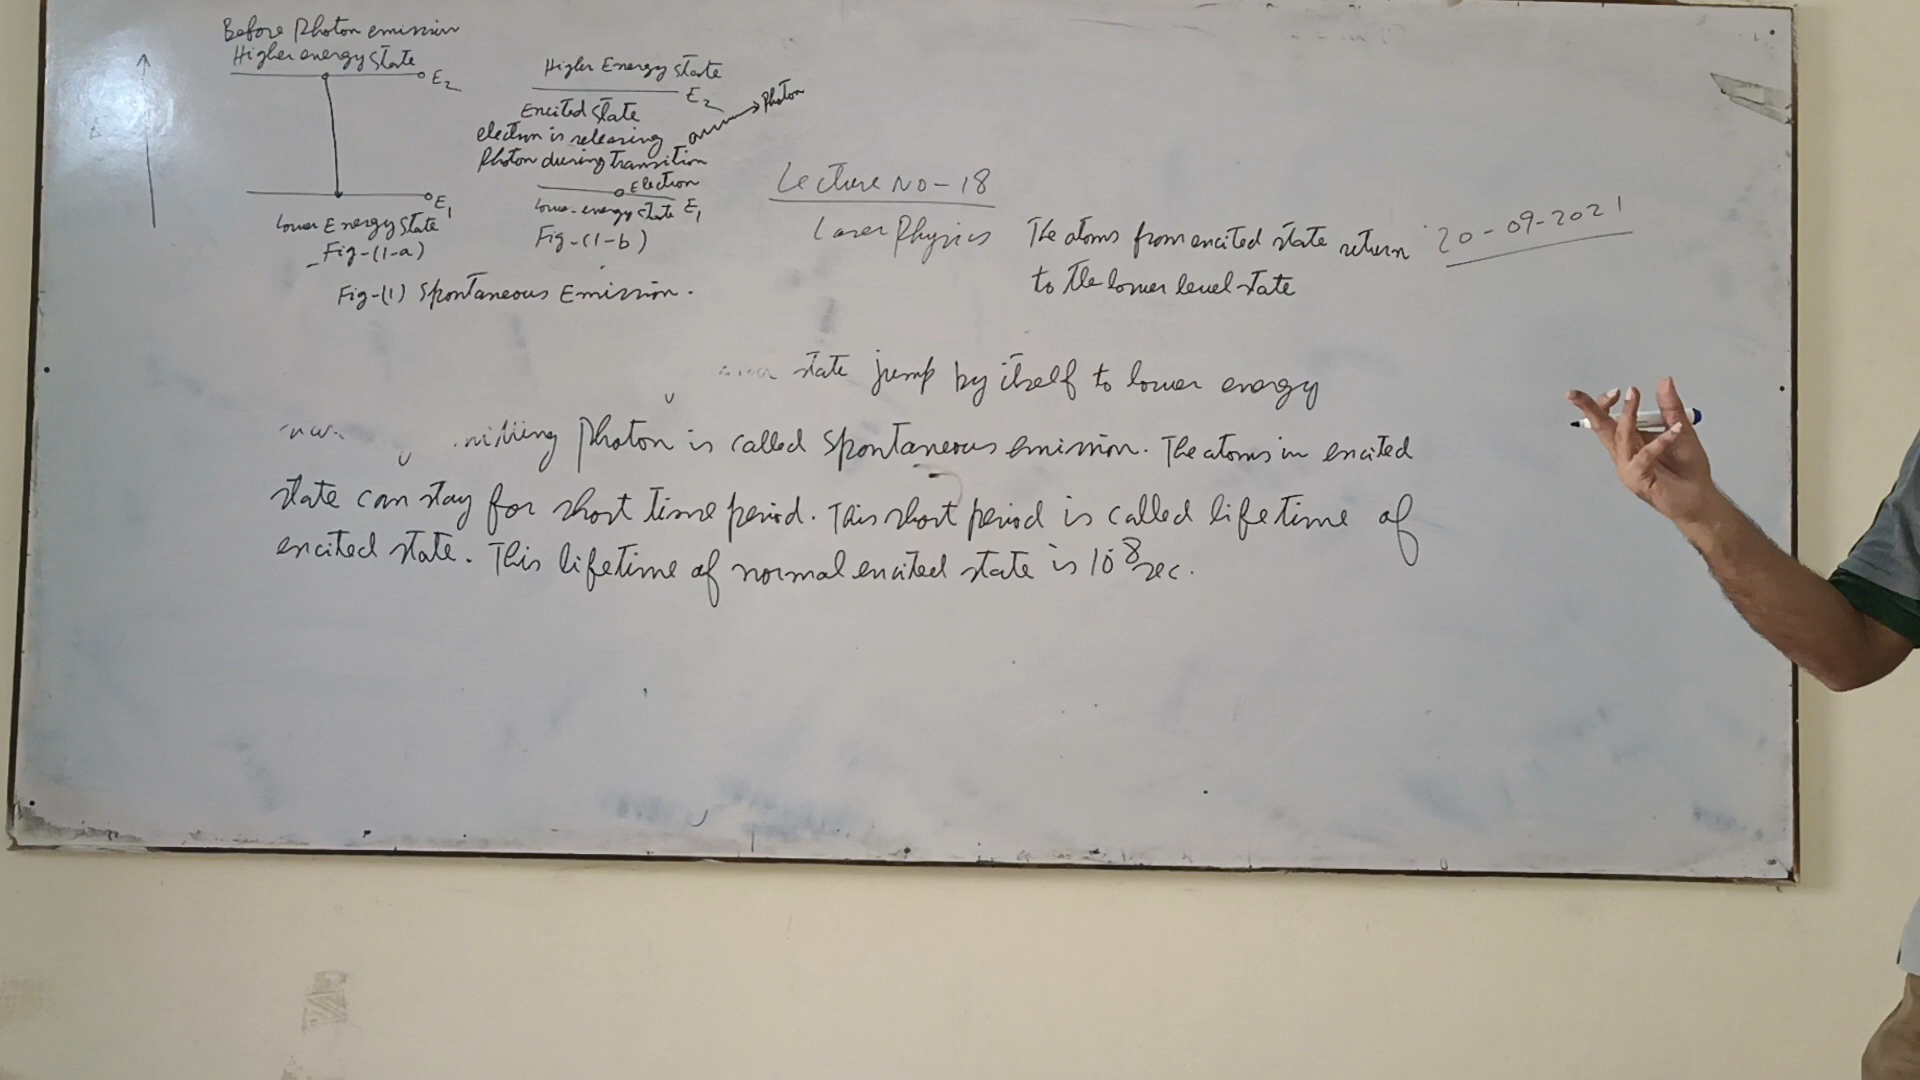 Before Photon emission
Higher energy State
E2
E1
Lower Energy State
Fig-(1-a)
Higher Energy State
E2
Photon
Excited State
electron is releasing
Photon during Transition
Electron
Lower energy State E1
Fig-(1-b)
Fig-(1) Spontaneous Emission.
Lecture No-18
Laser Physics
20-09-2021
The atoms from excited state return
to the lower level state
state jump by itself to lower energy
photon is called spontaneous emission. The atoms in excited
state can stay for short time period. This short period is called lifetime of
excited state. This lifetime of normal excited state is 10⁻⁸ sec.